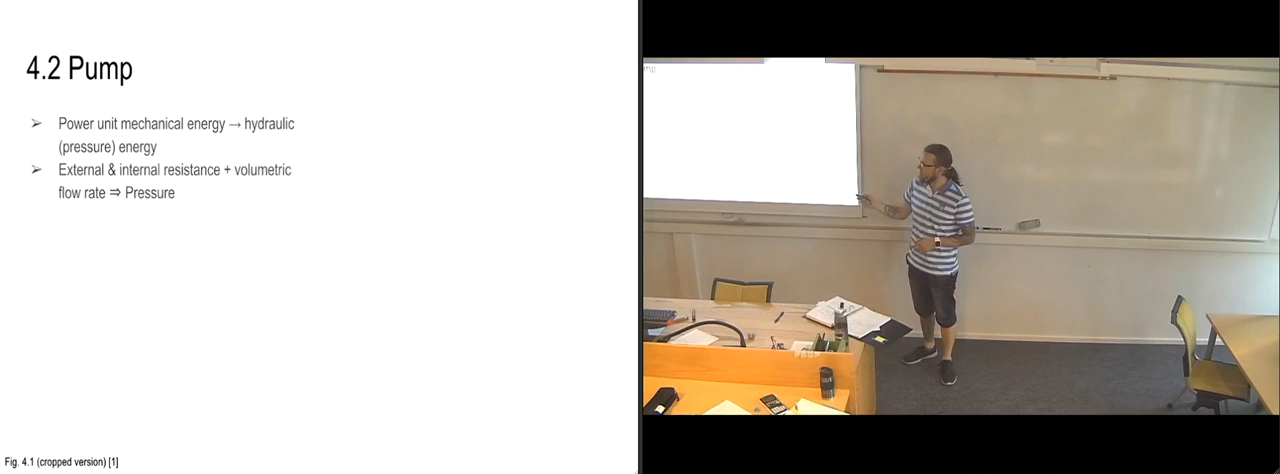 4.2 Pump
➢ Power unit mechanical energy → hydraulic
(pressure) energy
➢ External & internal resistance + volumetric
flow rate ⇒ Pressure
Fig. 4.1 (cropped version) [1]